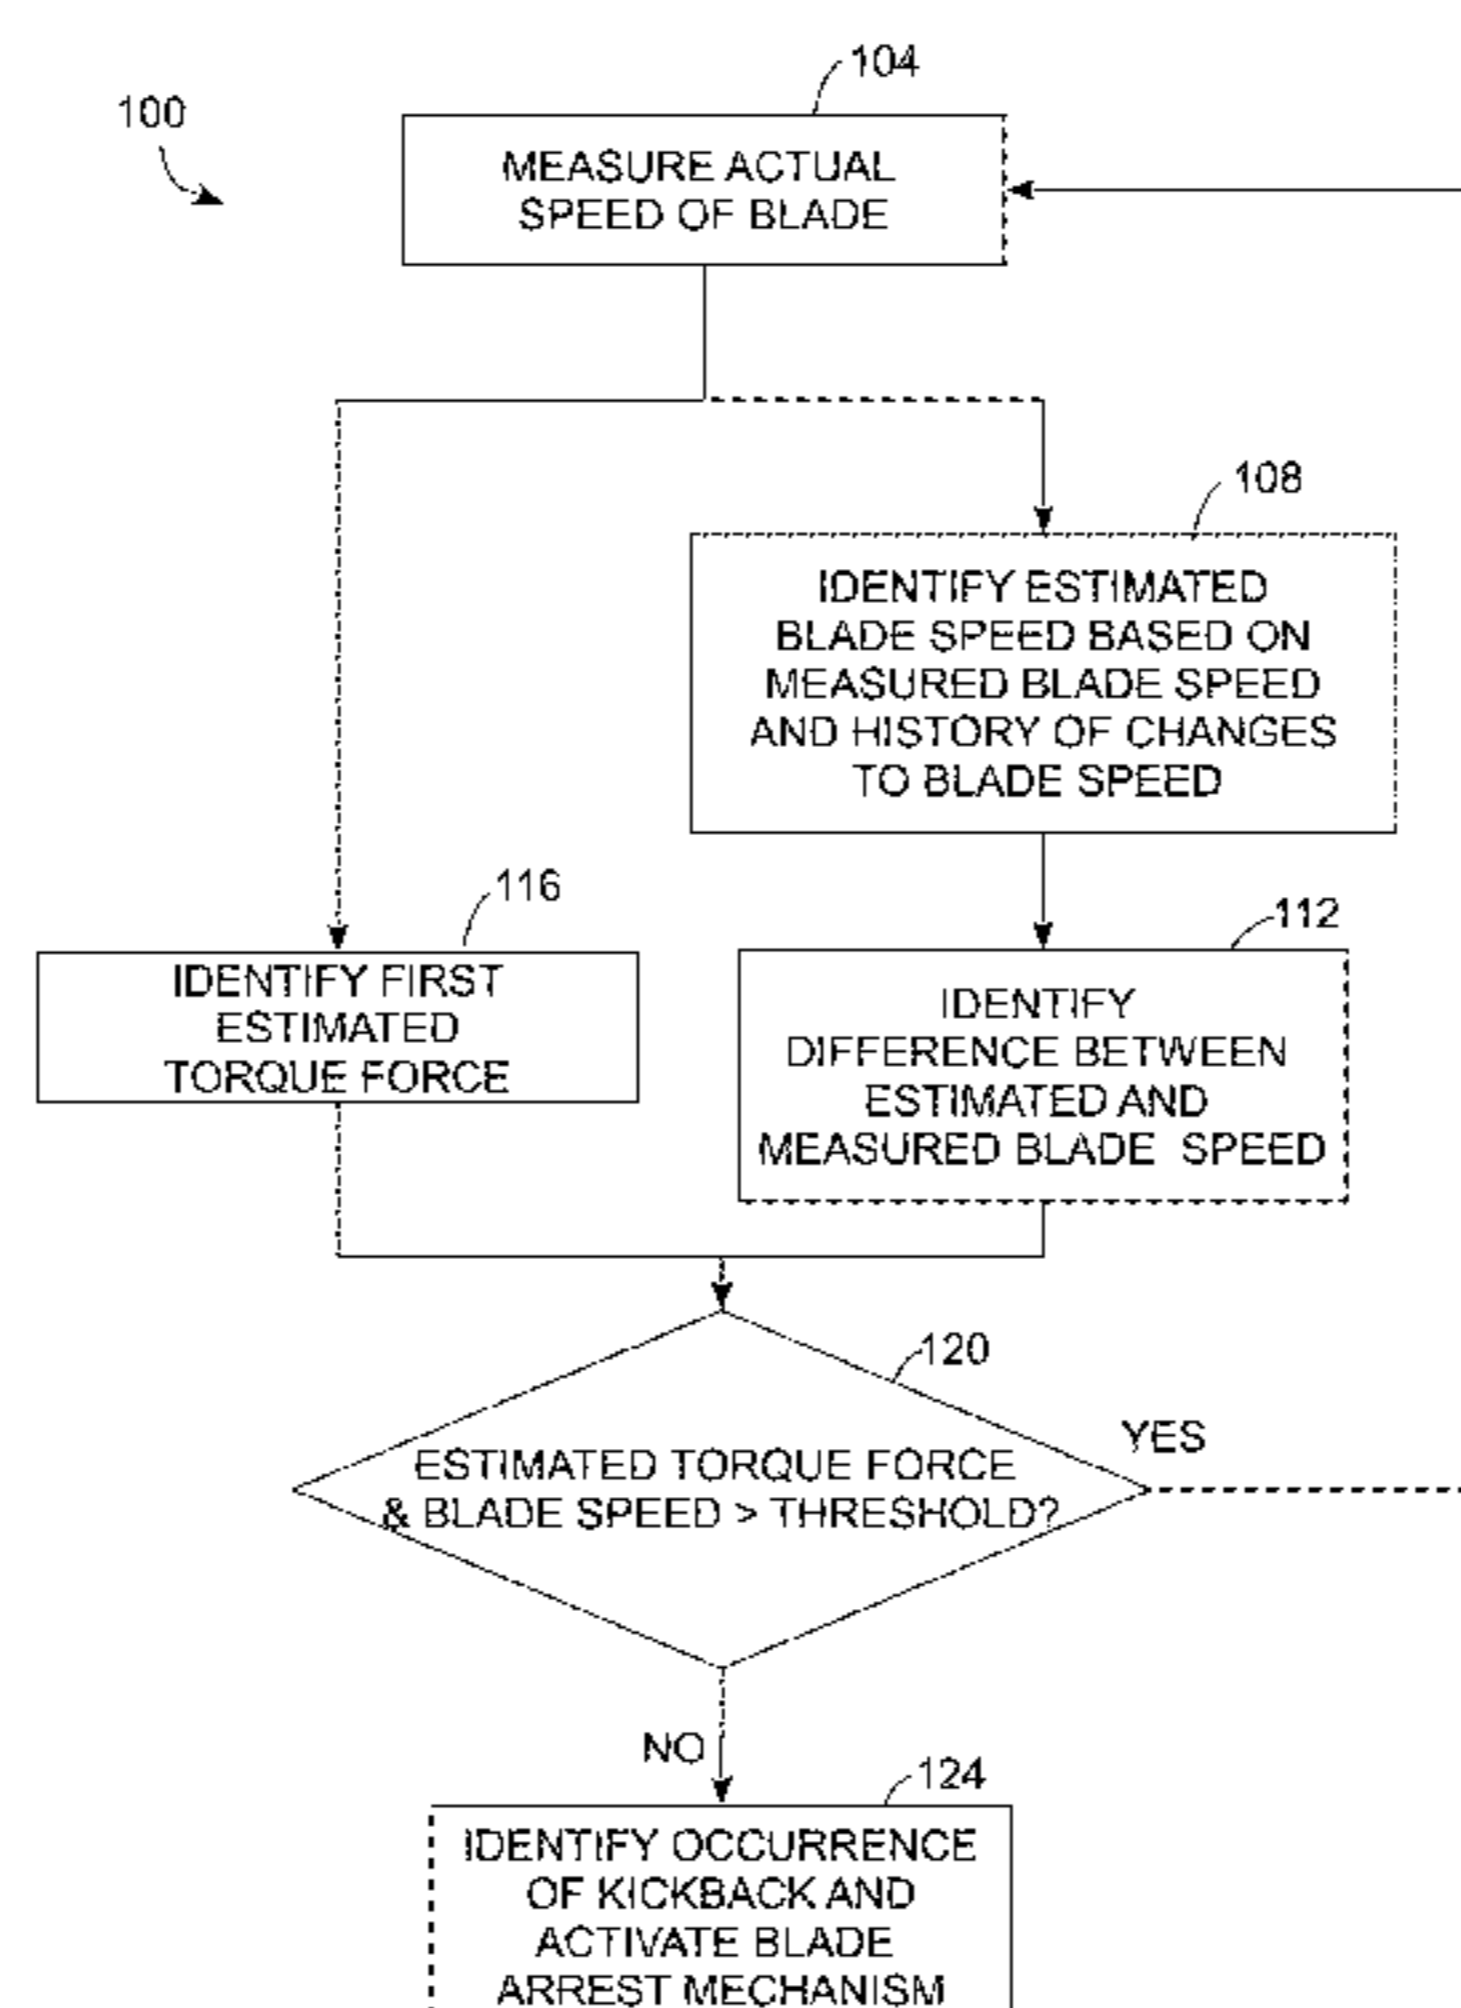 104
100
MEASURE ACTUAL
SPEED OF BLADE
108
IDENTIFY ESTIMATED
BLADE SPEED BASED ON
MEASURED BLADE SPEED
AND HISTORY OF CHANGES
TO BLADE SPEED
116
IDENTIFY FIRST
ESTIMATED
TORQUE FORCE
112
IDENTIFY
DIFFERENCE BETWEEN
ESTIMATED AND
MEASURED BLADE SPEED
120
ESTIMATED TORQUE FORCE
& BLADE SPEED > THRESHOLD?
YES
NO
124
IDENTIFY OCCURRENCE
OF KICKBACK AND
ACTIVATE BLADE
ARREST MECHANISM